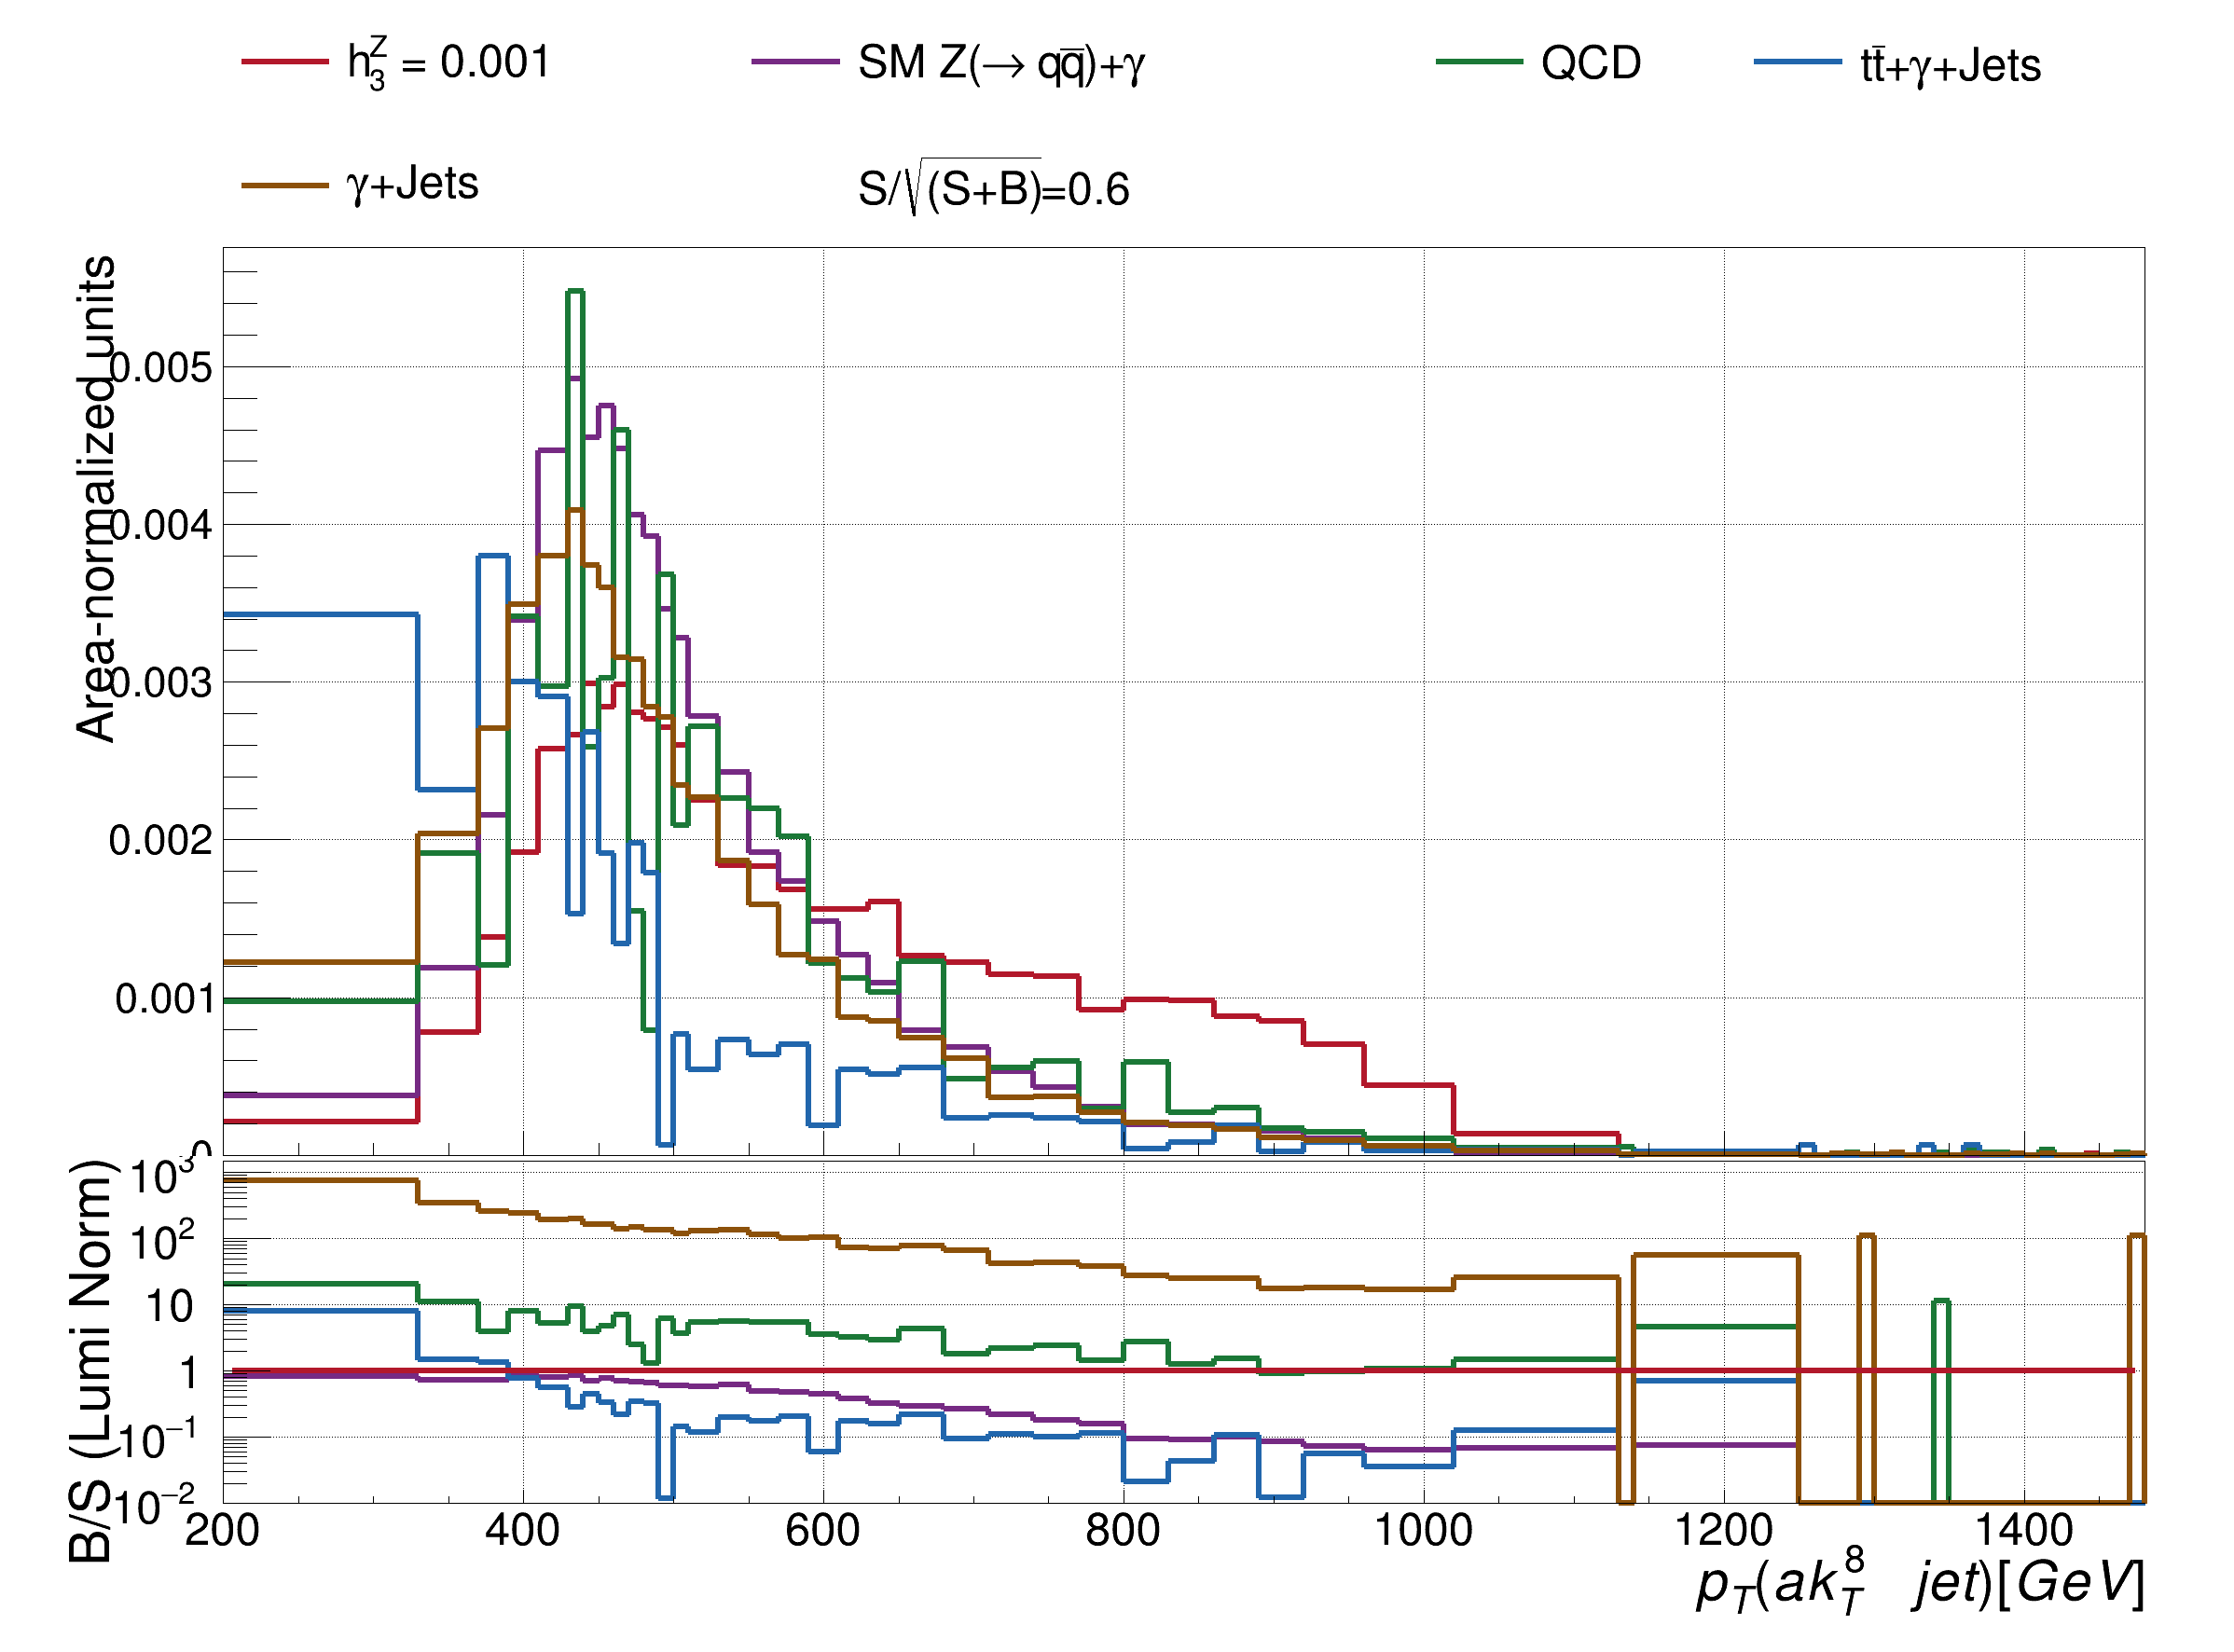 h₃ᶻ = 0.001
SM Z(→ qq̅)+γ
QCD
tt̅+γ+Jets
γ+Jets
S/√(S+B)=0.6
Area-normalized units
0.005
0.004
0.003
0.002
0.001
0
B/S (Lumi Norm)
10³
10²
10
1
10⁻¹
10⁻²
200 400 600 800 1000 1200 1400
p_T(ak_T^8 jet)[GeV]